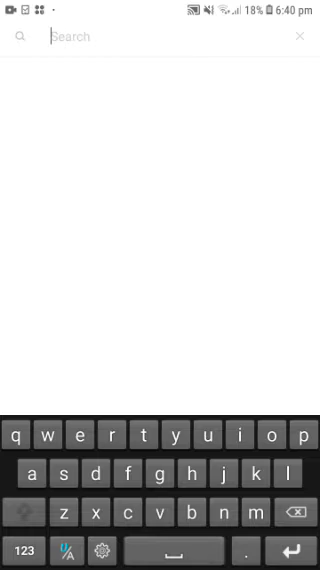 18% 6:40 pm
Search
q w e r t y u i o p
a s d f g h j k l
z x c v b n m
123 .